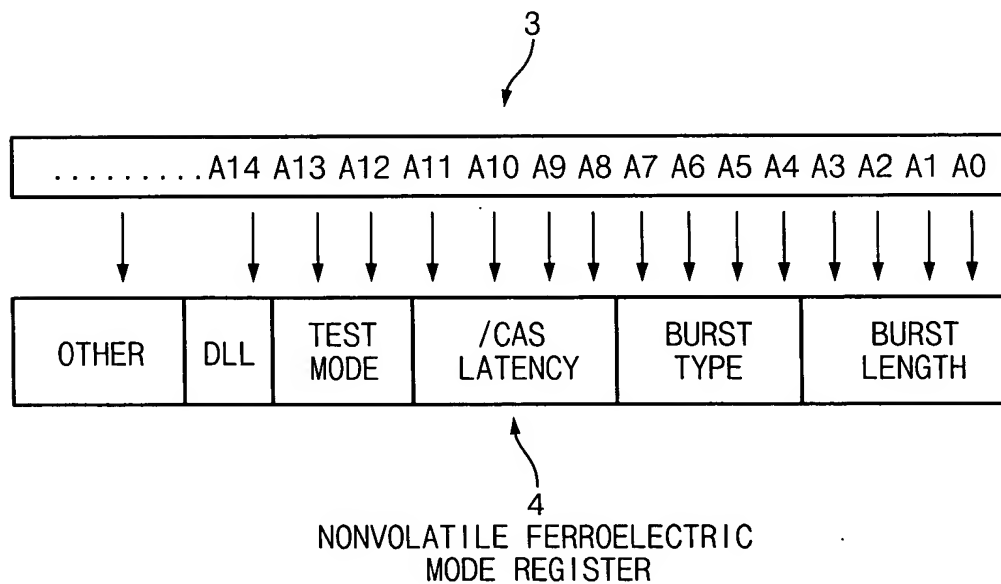 3
.........A14 A13 A12 A11 A10 A9 A8 A7 A6 A5 A4 A3 A2 A1 A0
OTHER DLL TEST MODE /CAS LATENCY BURST TYPE BURST LENGTH
4
NONVOLATILE FERROELECTRIC
MODE REGISTER